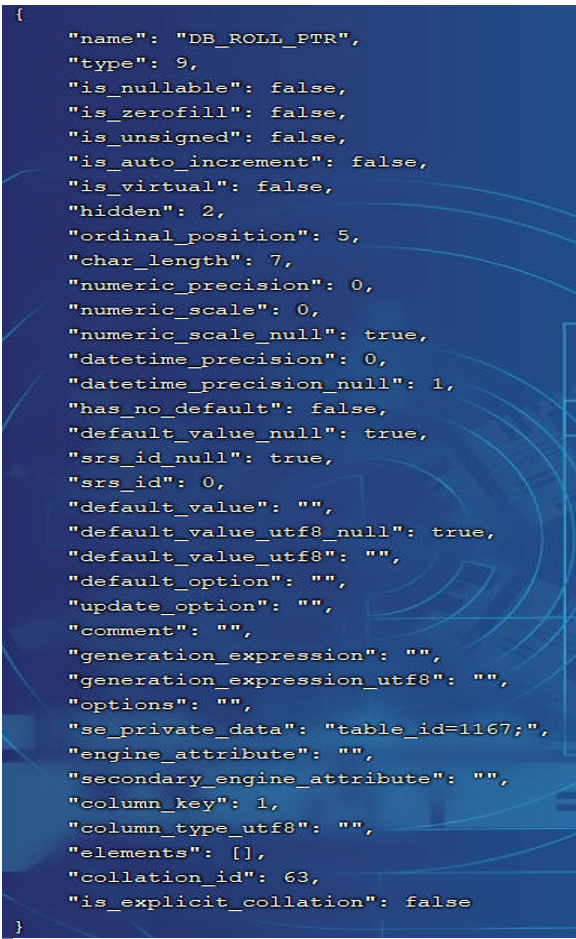 {
"name": "DB_ROLL_PTR",
"type": 9,
"is_nullable": false,
"is_zerofill": false,
"is_unsigned": false,
"is_auto_increment": false,
"is_virtual": false,
"hidden": 2,
"ordinal_position": 5,
"char_length": 7,
"numeric_precision": 0,
"numeric_scale": 0,
"numeric_scale_null": true,
"datetime_precision": 0,
"datetime_precision_null": 1,
"has_no_default": false,
"default_value_null": true,
"srs_id_null": true,
"srs_id": 0,
"default_value": "",
"default_value_utf8_null": true,
"default_value_utf8": "",
"default_option": "",
"update_option": "",
"comment": "",
"generation_expression": "",
"generation_expression_utf8": "",
"options": "",
"se_private_data": "table_id=1167;",
"engine_attribute": "",
"secondary_engine_attribute": "",
"column_key": 1,
"column_type_utf8": "",
"elements": [],
"collation_id": 63,
"is_explicit_collation": false
}